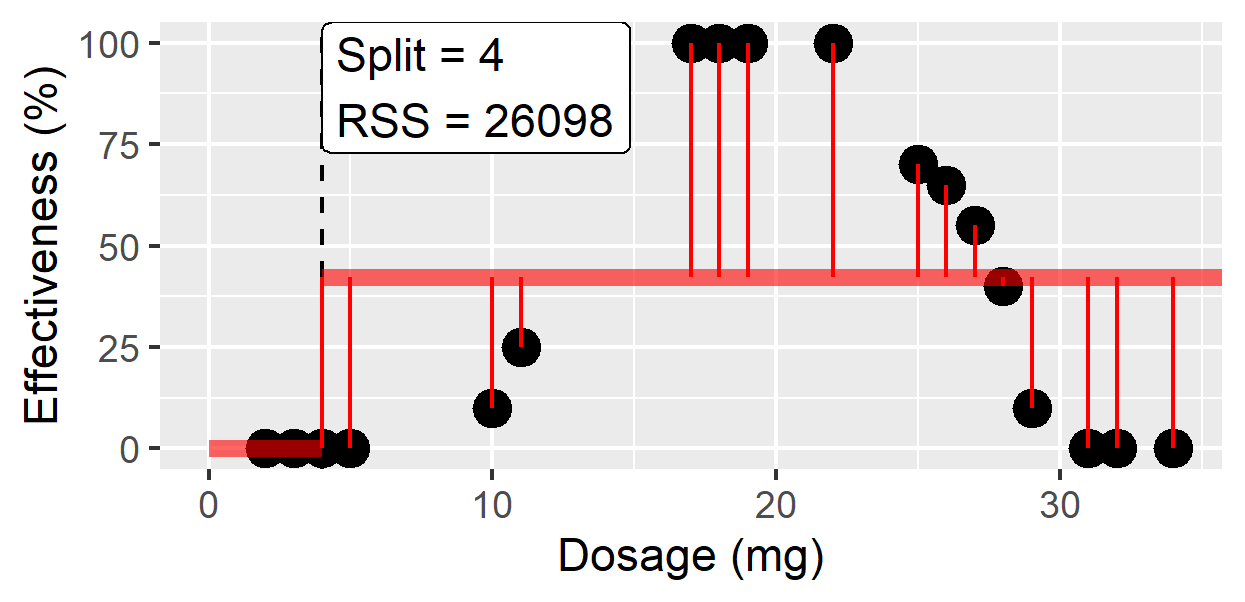 Split = 4
RSS = 26098
Effectiveness (%)
100
75
50
25
0
0 10 20 30
Dosage (mg)